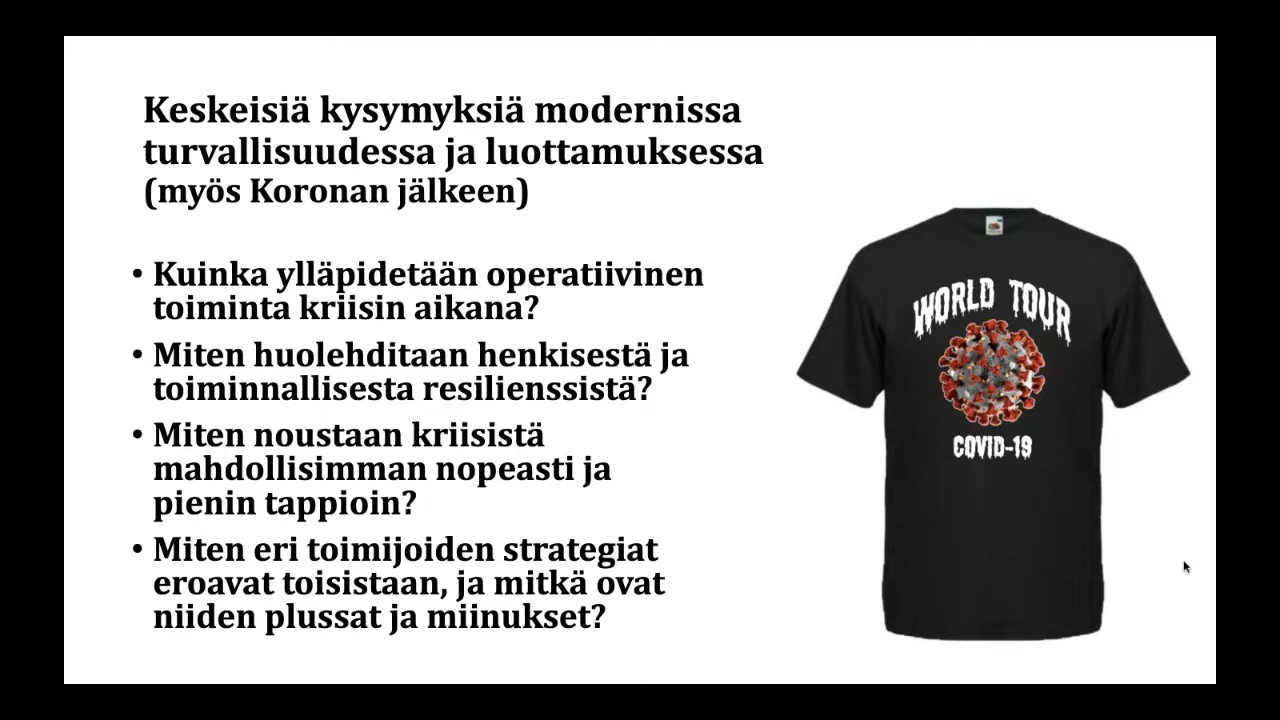 Keskeisiä kysymyksiä modernissa
turvallisuudessa ja luottamuksessa
(myös Koronan jälkeen)
• Kuinka ylläpidetään operatiivinen
toiminta kriisin aikana?
• Miten huolehditaan henkisestä ja
toiminnallisesta resilienssistä?
• Miten noustaan kriisistä
mahdollisimman nopeasti ja
pienin tappioin?
• Miten eri toimijoiden strategiat
eroavat toisistaan, ja mitkä ovat
niiden plussat ja miinukset?
WORLD TOUR
COVID-19